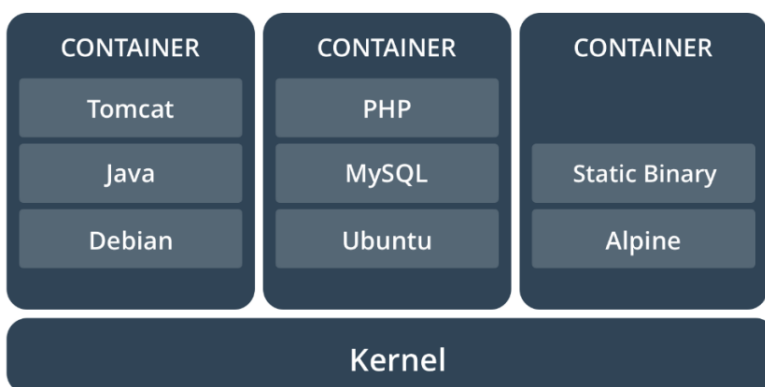 CONTAINER
Tomcat
Java
Debian
CONTAINER
PHP
MySQL
Ubuntu
CONTAINER
Static Binary
Alpine
Kernel